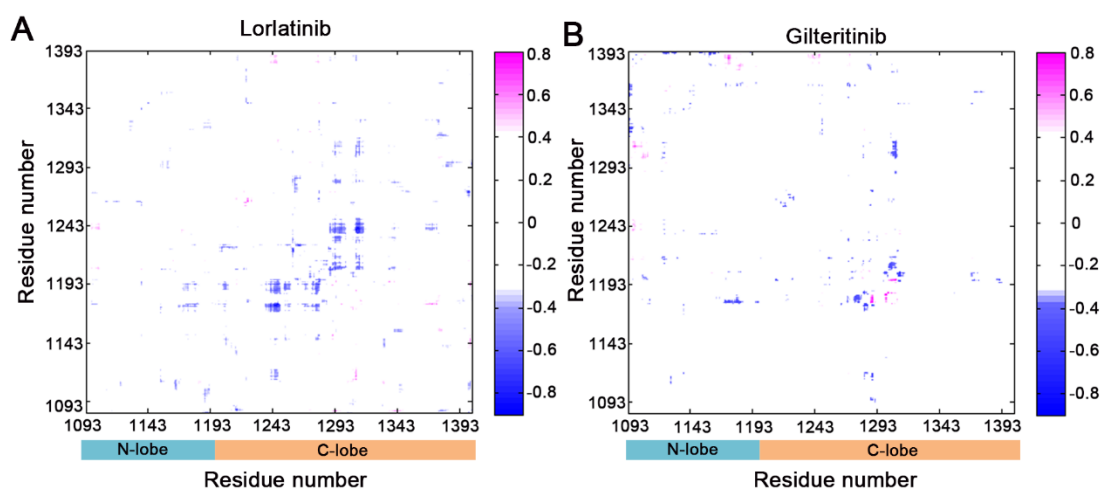 A
Lorlatinib
1393
1343
1293
1243
1193
1143
1093
Residue number
1093 1143 1193 1243 1293 1343 1393
N-lobe C-lobe
Residue number
0.8
0.6
0.4
0.2
0
-0.2
-0.4
-0.6
-0.8
B
Gilteritinib
1393
1343
1293
1243
1193
1143
1093
Residue number
1093 1143 1193 1243 1293 1343 1393
N-lobe C-lobe
Residue number
0.8
0.6
0.4
0.2
0
-0.2
-0.4
-0.6
-0.8